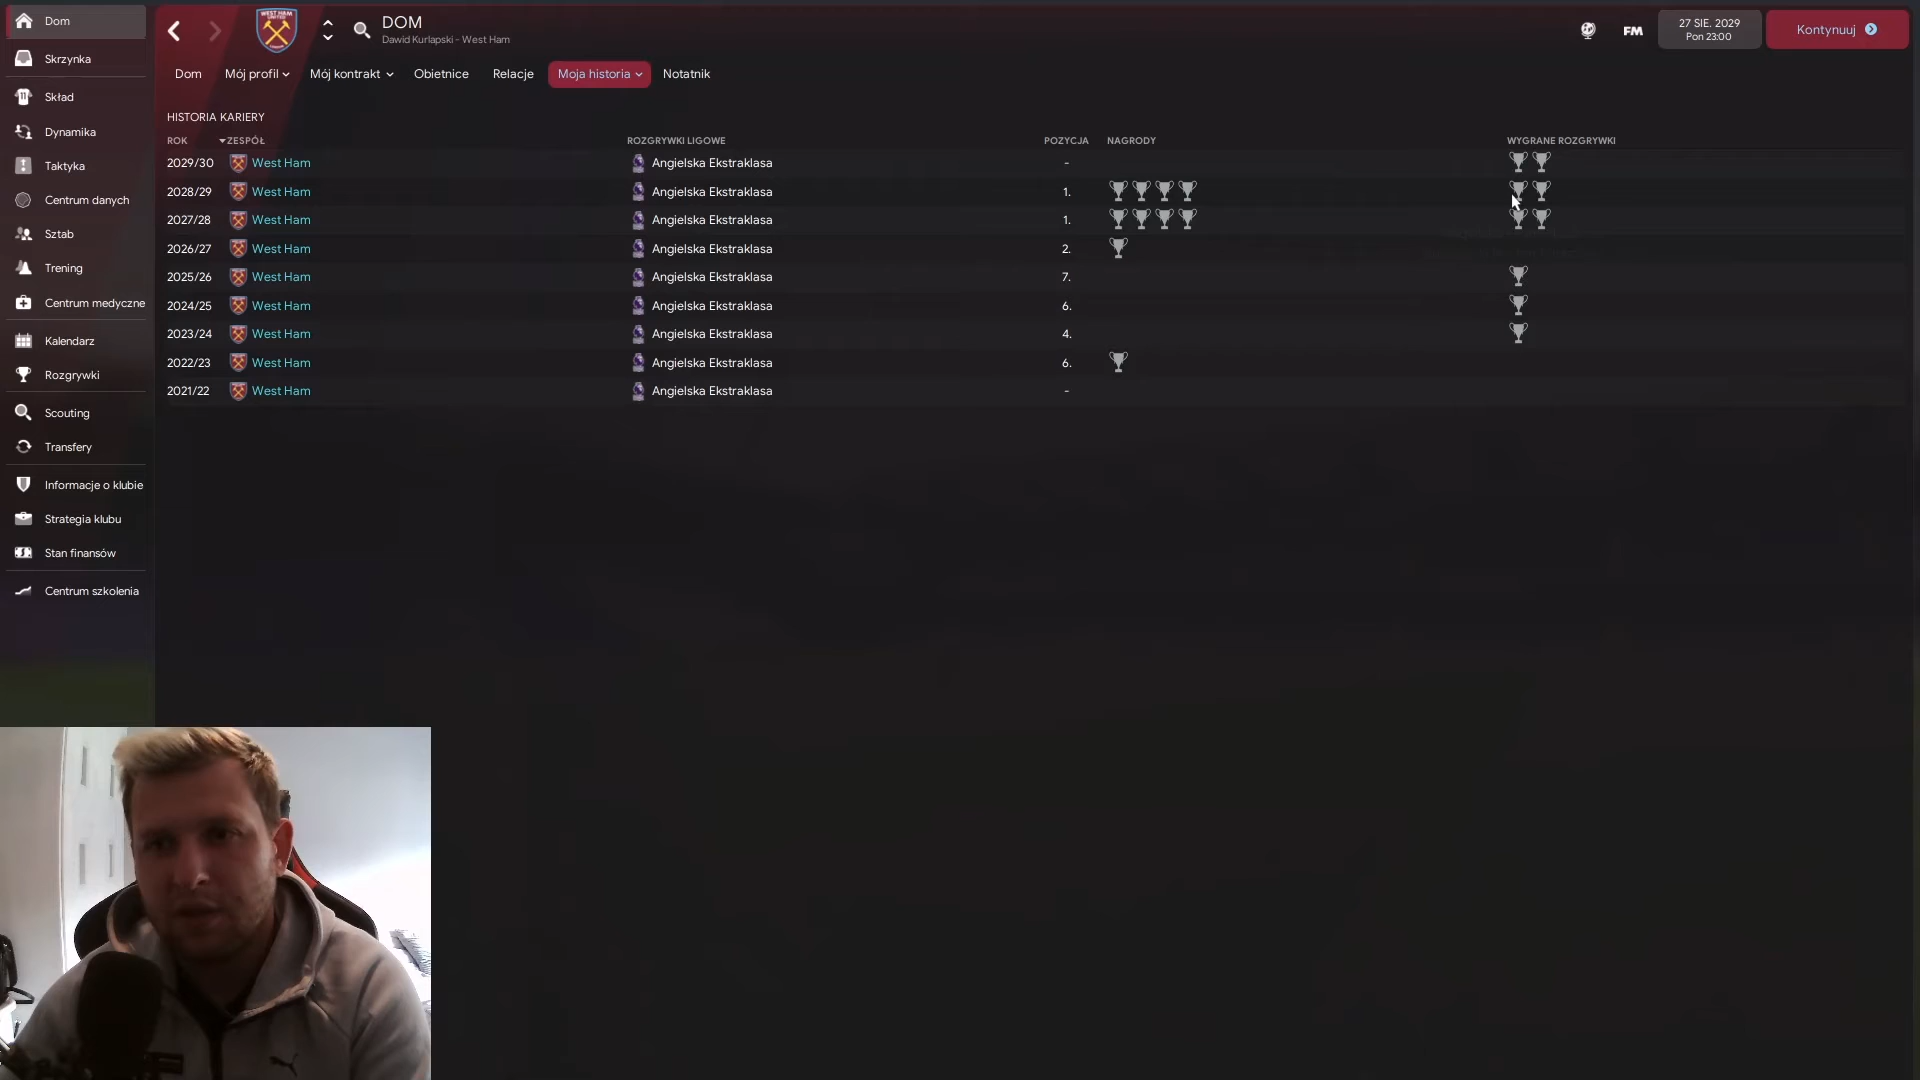 Dom
Skrzynka
Skład
Dynamika
Taktyka
Centrum danych
Sztab
Trening
Centrum medyczne
Kalendarz
Rozgrywki
Scouting
Transfery
Informacje o klubie
Strategia klubu
Stan finansów
Centrum szkolenia
WEST HAM UNITED
DOM
Dawid Kurlapski - West Ham
FM
27 SIE. 2029
Pon 23:00
Kontynuuj
Dom Mój profil Mój kontrakt Obietnice Relacje Moja historia Notatnik
HISTORIA KARIERY
ROK ZESPÓŁ ROZGRYWKI LIGOWE POZYCJA NAGRODY WYGRANE ROZGRYWKI
2029/30 West Ham Angielska Ekstraklasa -
2028/29 West Ham Angielska Ekstraklasa 1.
2027/28 West Ham Angielska Ekstraklasa 1.
2026/27 West Ham Angielska Ekstraklasa 2.
2025/26 West Ham Angielska Ekstraklasa 7.
2024/25 West Ham Angielska Ekstraklasa 6.
2023/24 West Ham Angielska Ekstraklasa 4.
2022/23 West Ham Angielska Ekstraklasa 6.
2021/22 West Ham Angielska Ekstraklasa -